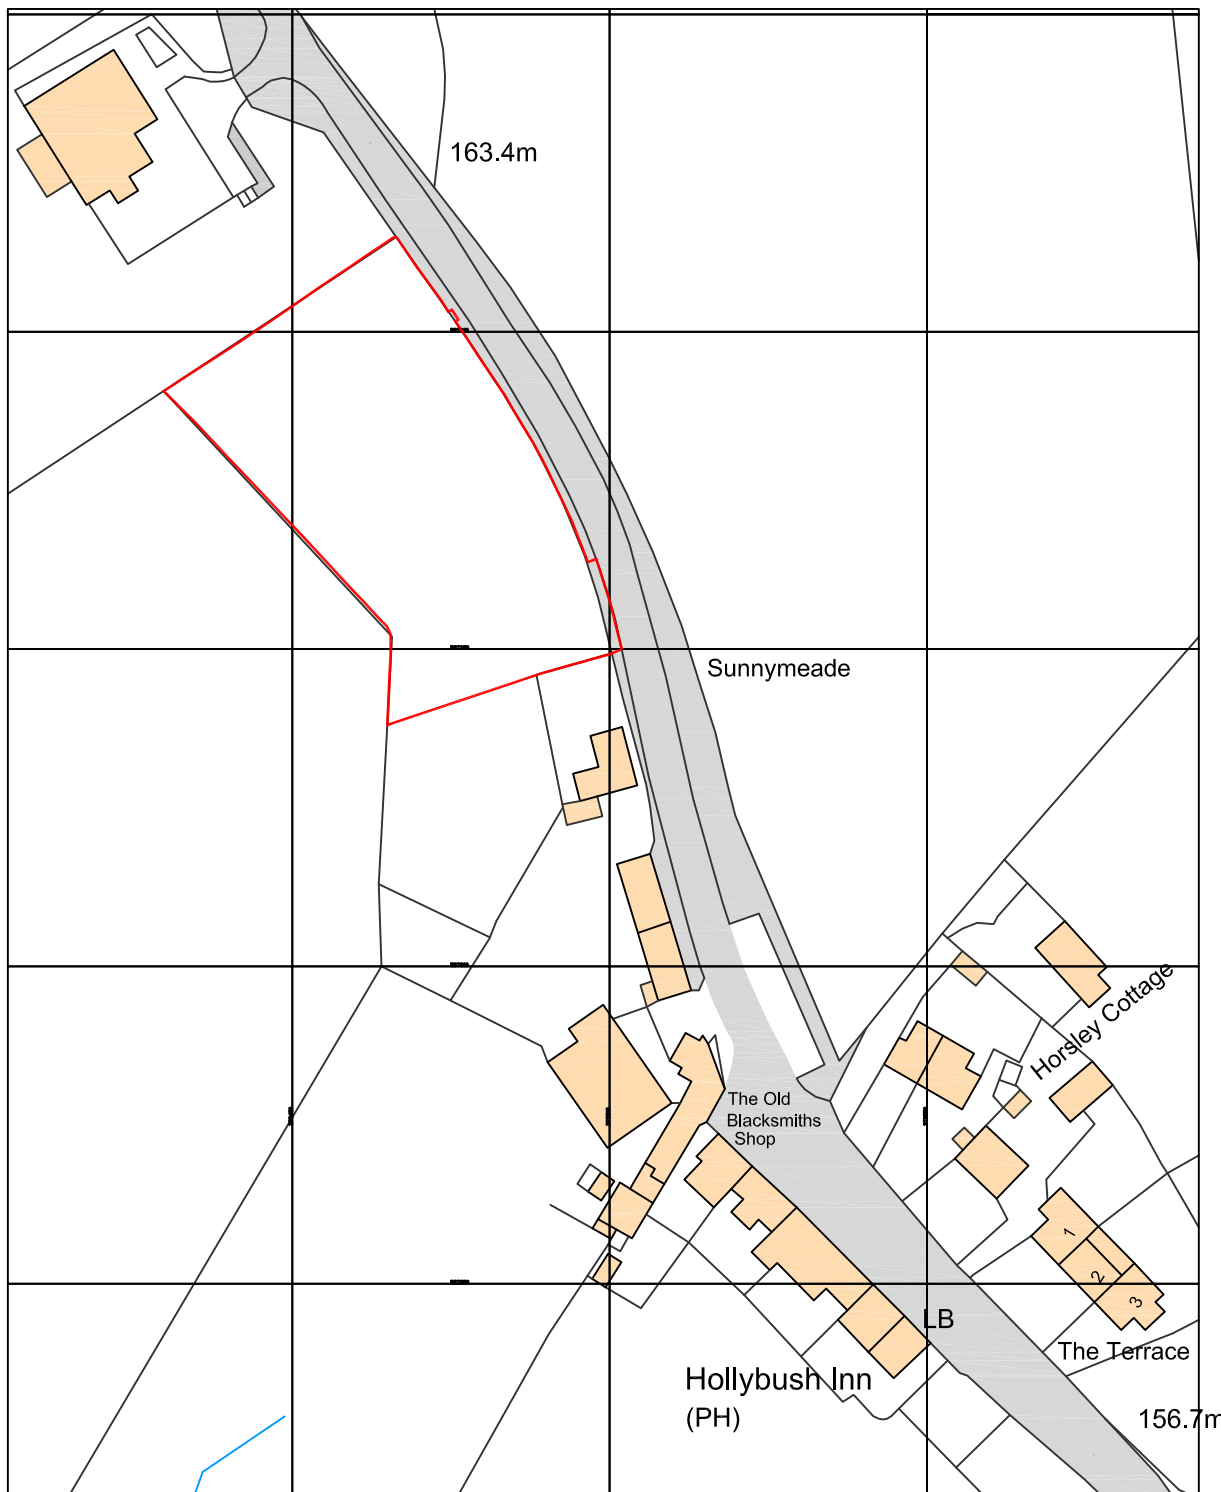 163.4m
Sunnymeade
Horsley Cottage
The Old
Blacksmiths
Shop
1
2
3
LB
The Terrace
Hollybush Inn
(PH)
156.7m